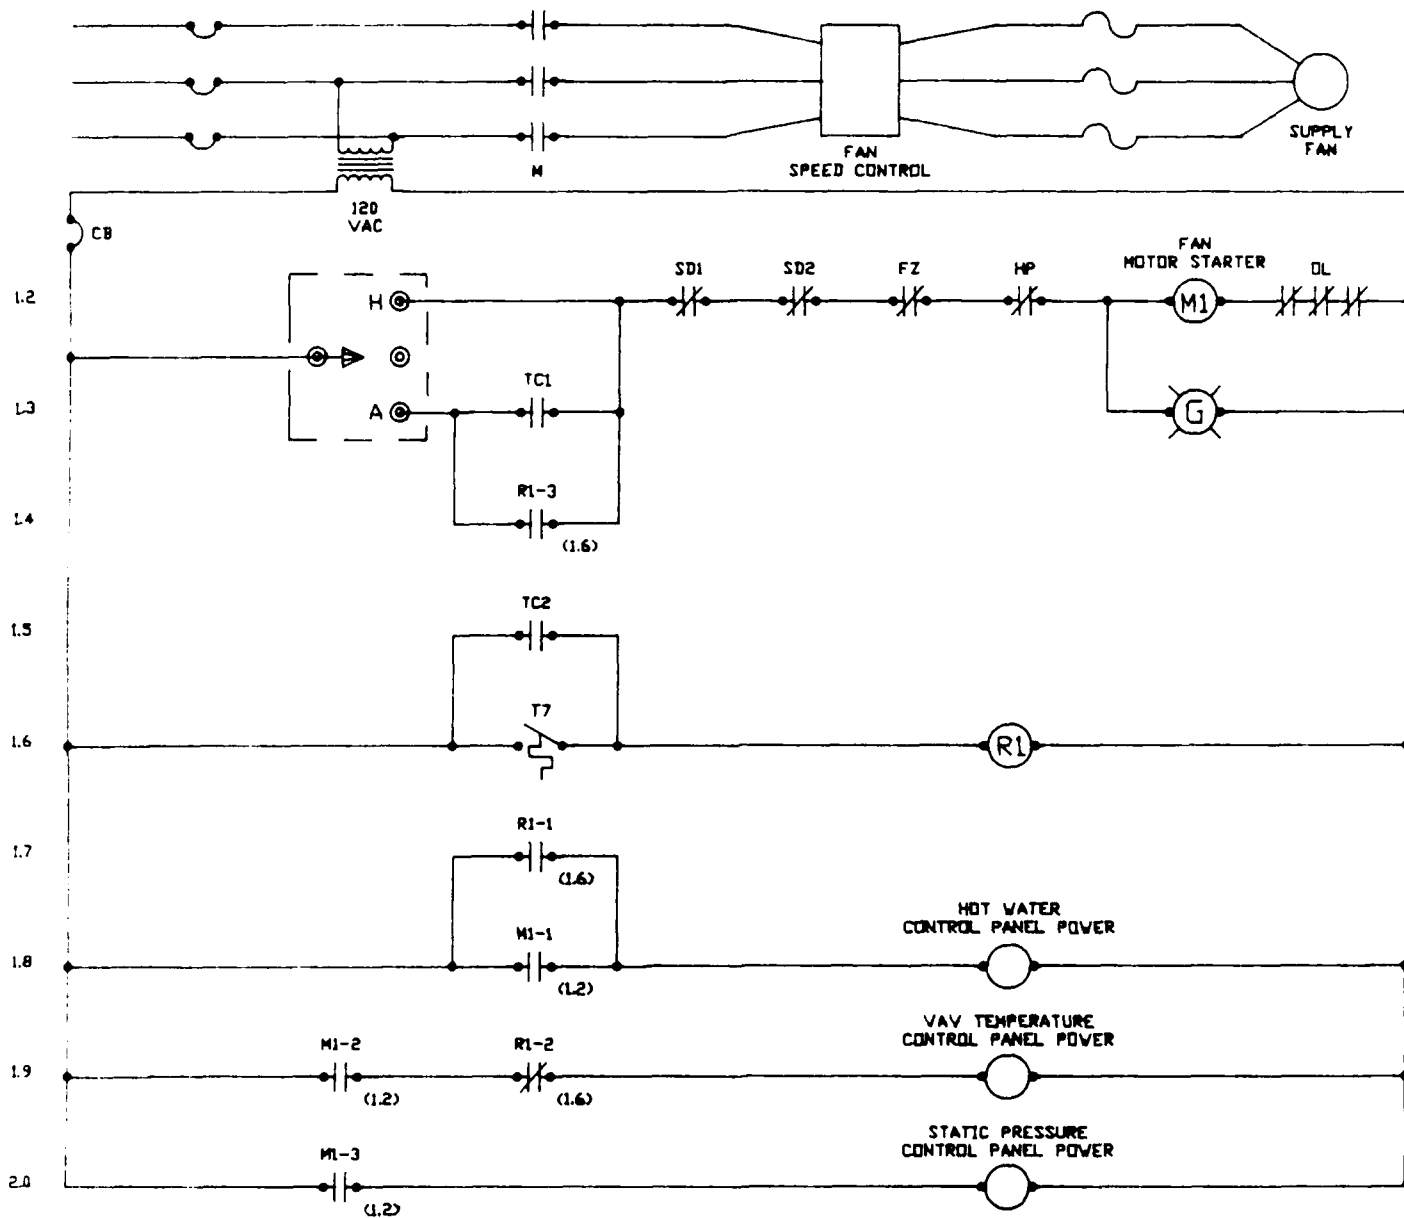 M
FAN
SPEED CONTROL
SUPPLY
FAN
120
VAC
CB
FAN
MOTOR STARTER
1.2
H
SD1
SD2
FZ
HP
M1
OL
1.3
A
TC1
G
1.4
R1-3
(1.6)
1.5
TC2
1.6
T7
R1
1.7
R1-1
(1.6)
HOT WATER
CONTROL PANEL POWER
1.8
M1-1
(1.2)
VAV TEMPERATURE
CONTROL PANEL POWER
1.9
M1-2
(1.2)
R1-2
(1.6)
STATIC PRESSURE
CONTROL PANEL POWER
2.0
M1-3
(1.2)